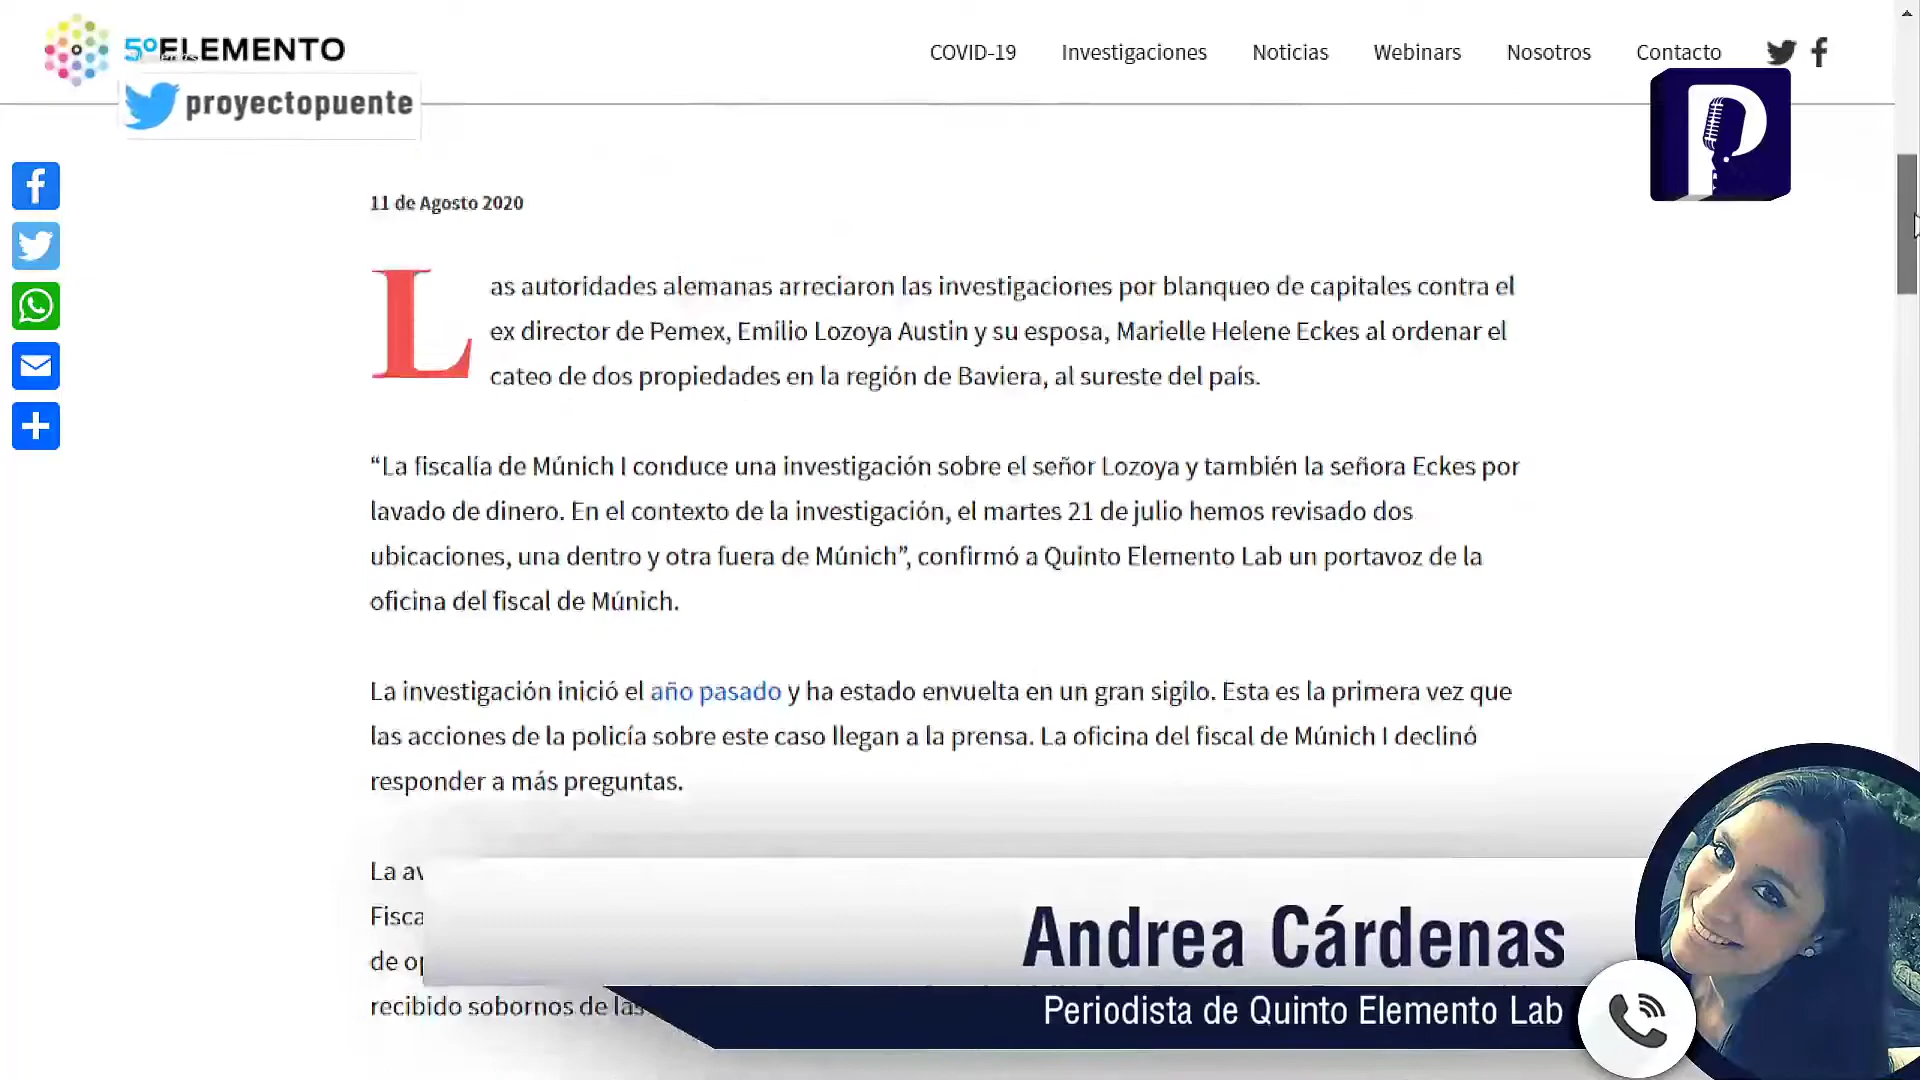 5ºELEMENTO
COVID-19 Investigaciones Noticias Webinars Nosotros Contacto
proyectopuente
P
11 de Agosto 2020
Las autoridades alemanas arreciaron las investigaciones por blanqueo de capitales contra el
ex director de Pemex, Emilio Lozoya Austin y su esposa, Marielle Helene Eckes al ordenar el
cateo de dos propiedades en la región de Baviera, al sureste del país.
“La fiscalía de Múnich I conduce una investigación sobre el señor Lozoya y también la señora Eckes por
lavado de dinero. En el contexto de la investigación, el martes 21 de julio hemos revisado dos
ubicaciones, una dentro y otra fuera de Múnich”, confirmó a Quinto Elemento Lab un portavoz de la
oficina del fiscal de Múnich.
La investigación inició el año pasado y ha estado envuelta en un gran sigilo. Esta es la primera vez que
las acciones de la policía sobre este caso llegan a la prensa. La oficina del fiscal de Múnich I declinó
responder a más preguntas.
La
de
recibido sobornos de las
Andrea Cárdenas
Periodista de Quinto Elemento Lab